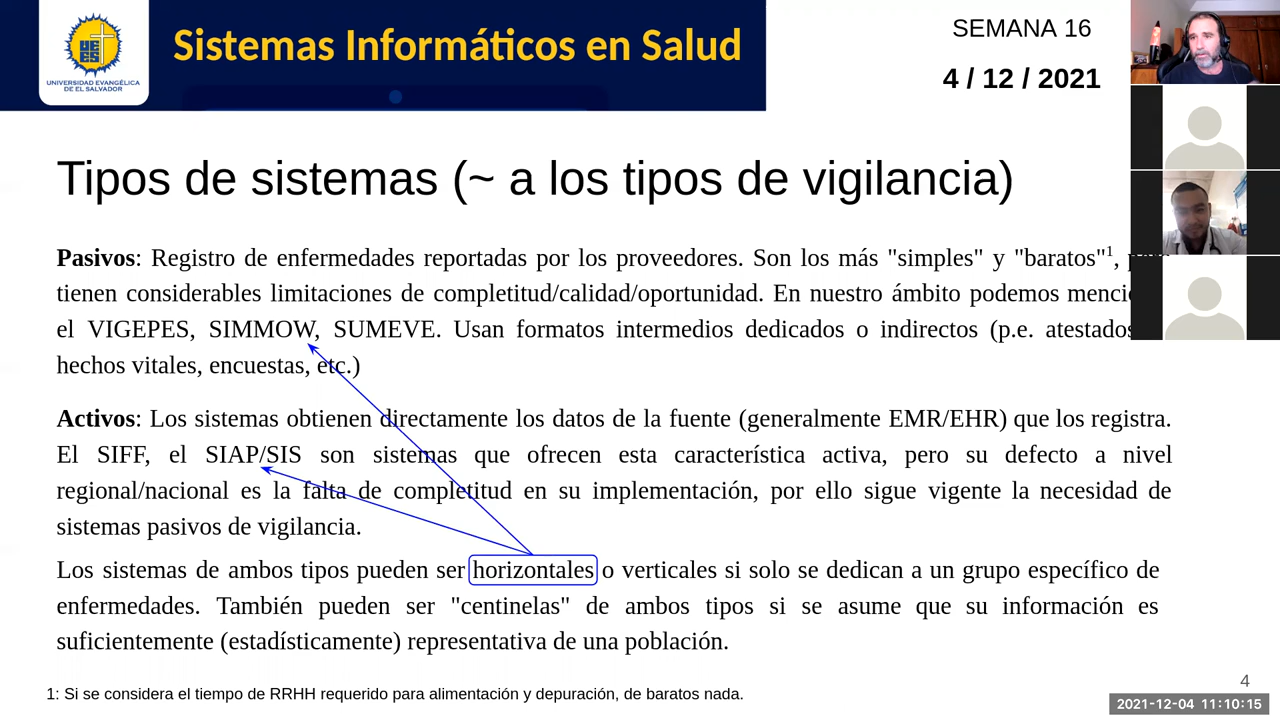 UNIVERSIDAD EVANGÉLICA
DE EL SALVADOR
Sistemas Informáticos en Salud
SEMANA 16
4 / 12 / 2021
Tipos de sistemas (~ a los tipos de vigilancia)
Pasivos: Registro de enfermedades reportadas por los proveedores. Son los más "simples" y "baratos"1,
tienen considerables limitaciones de completitud/calidad/oportunidad. En nuestro ámbito podemos
el VIGEPES, SIMMOW, SUMEVE. Usan formatos intermedios dedicados o indirectos (p.e. atestados
hechos vitales, encuestas, etc.)
Activos: Los sistemas obtienen directamente los datos de la fuente (generalmente EMR/EHR) que los registra.
El SIFF, el SIAP/SIS son sistemas que ofrecen esta característica activa, pero su defecto a nivel
regional/nacional es la falta de completitud en su implementación, por ello sigue vigente la necesidad de
sistemas pasivos de vigilancia.
Los sistemas de ambos tipos pueden ser horizontales o verticales si solo se dedican a un grupo específico de
enfermedades. También pueden ser "centinelas" de ambos tipos si se asume que su información es
suficientemente (estadísticamente) representativa de una población.
1: Si se considera el tiempo de RRHH requerido para alimentación y depuración, de baratos nada.
4
2021-12-04 11:10:15